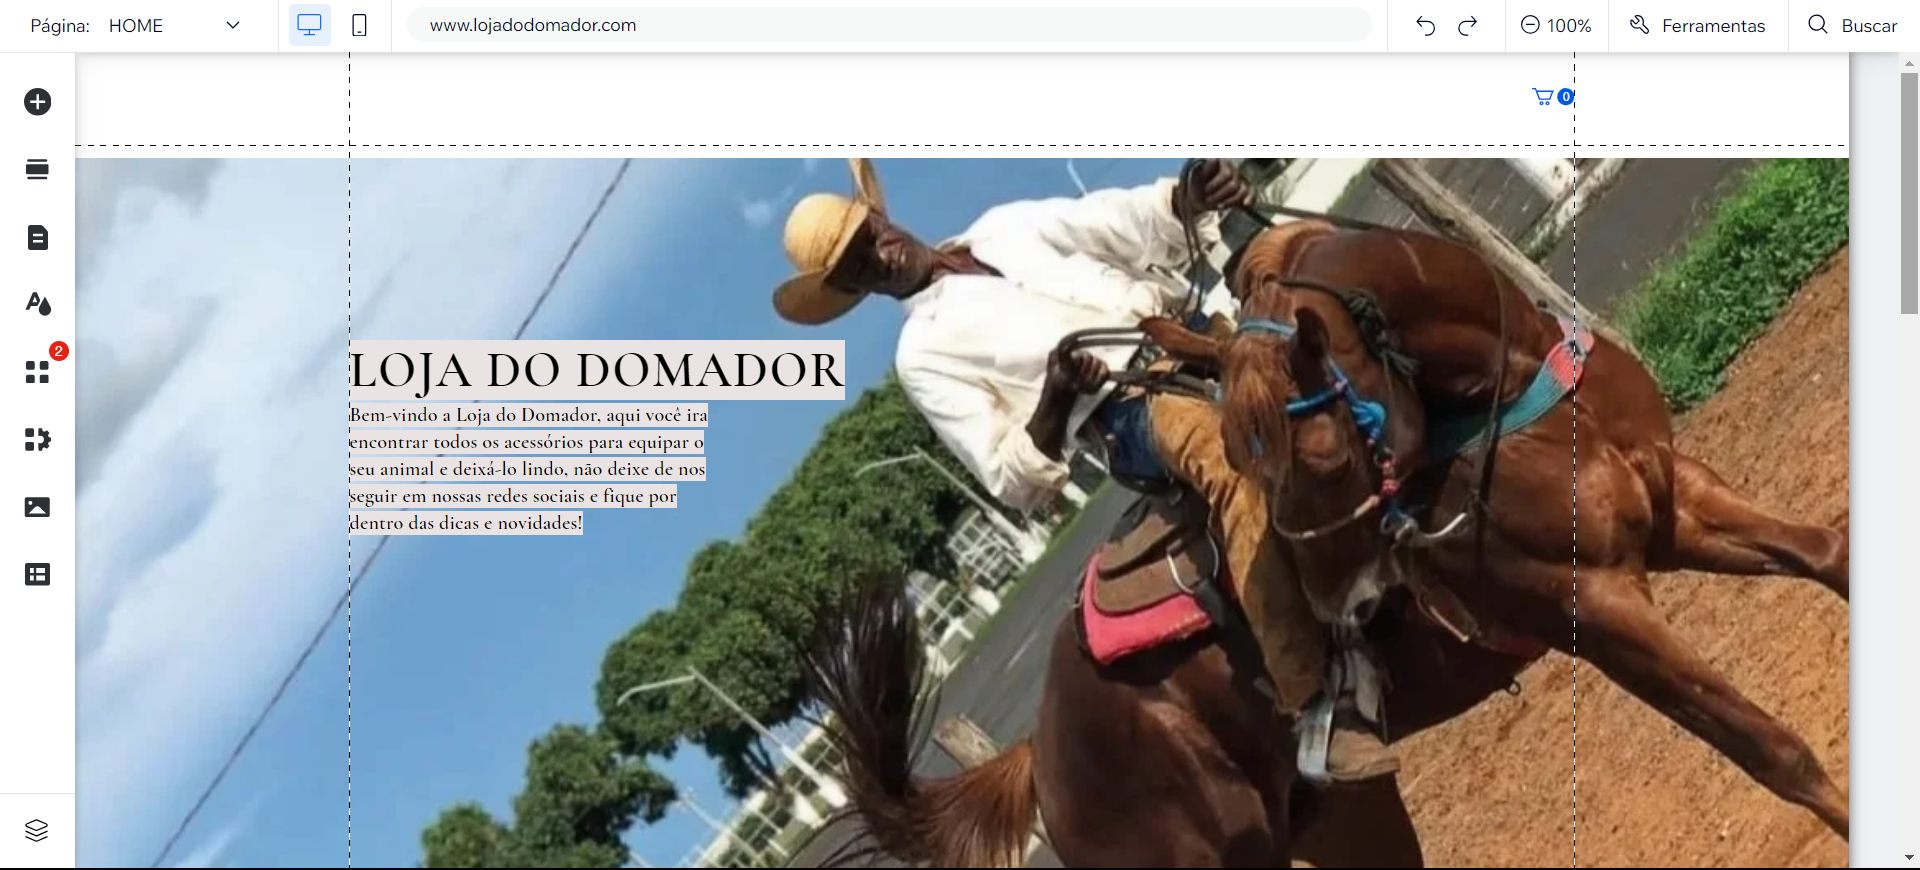 Página: HOME
www.lojadodomador.com
100%
Ferramentas
Buscar
0
2
LOJA DO DOMADOR
Bem-vindo a Loja do Domador, aqui você ira
encontrar todos os acessórios para equipar o
seu animal e deixá-lo lindo, não deixe de nos
seguir em nossas redes sociais e fique por
dentro das dicas e novidades!